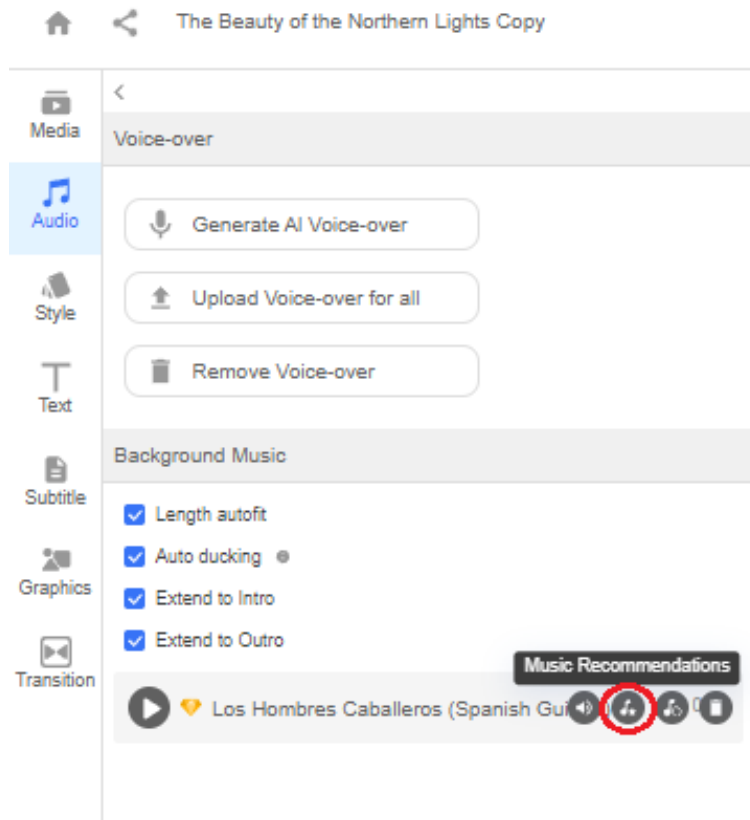 The Beauty of the Northern Lights Copy
Media
Voice-over
Audio
Generate AI Voice-over
Style
Upload Voice-over for all
Remove Voice-over
Text
Background Music
Subtitle
Length autofit
Auto ducking
Graphics
Extend to Intro
Extend to Outro
Music Recommendations
Transition
Los Hombres Caballeros (Spanish Gui